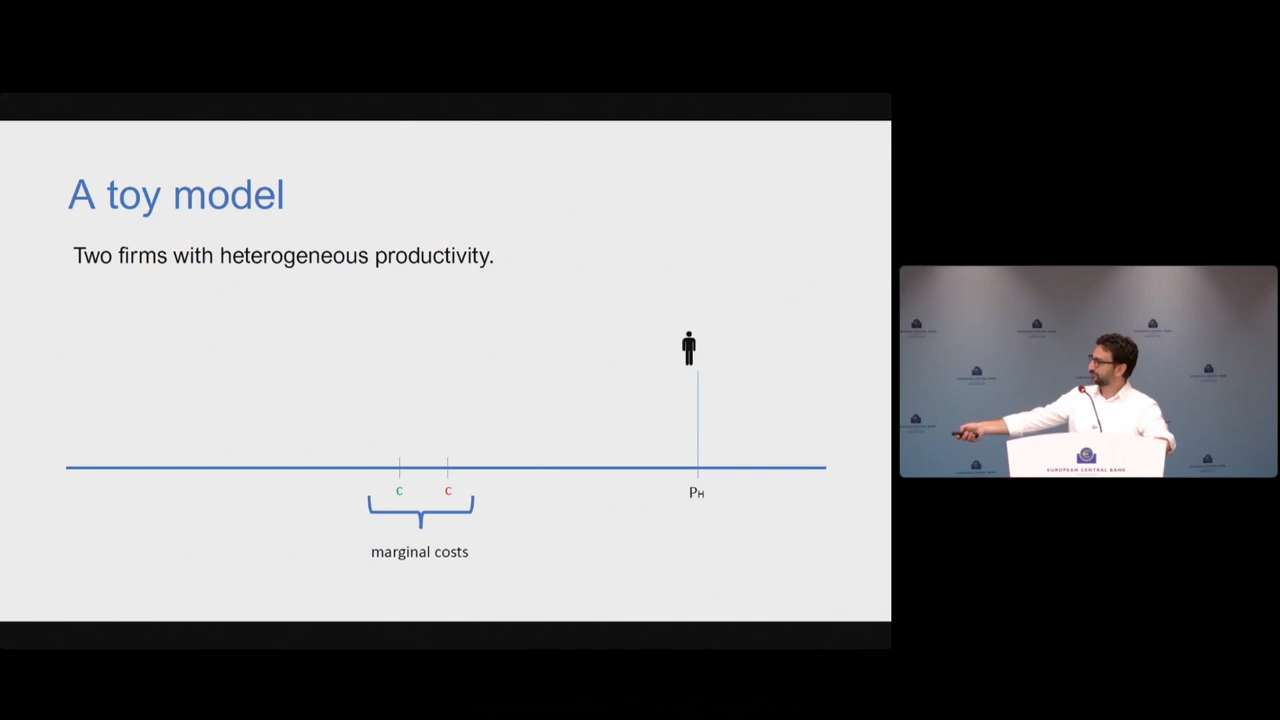 A toy model
Two firms with heterogeneous productivity.
c c PH
marginal costs
EUROPEAN CENTRAL BANK